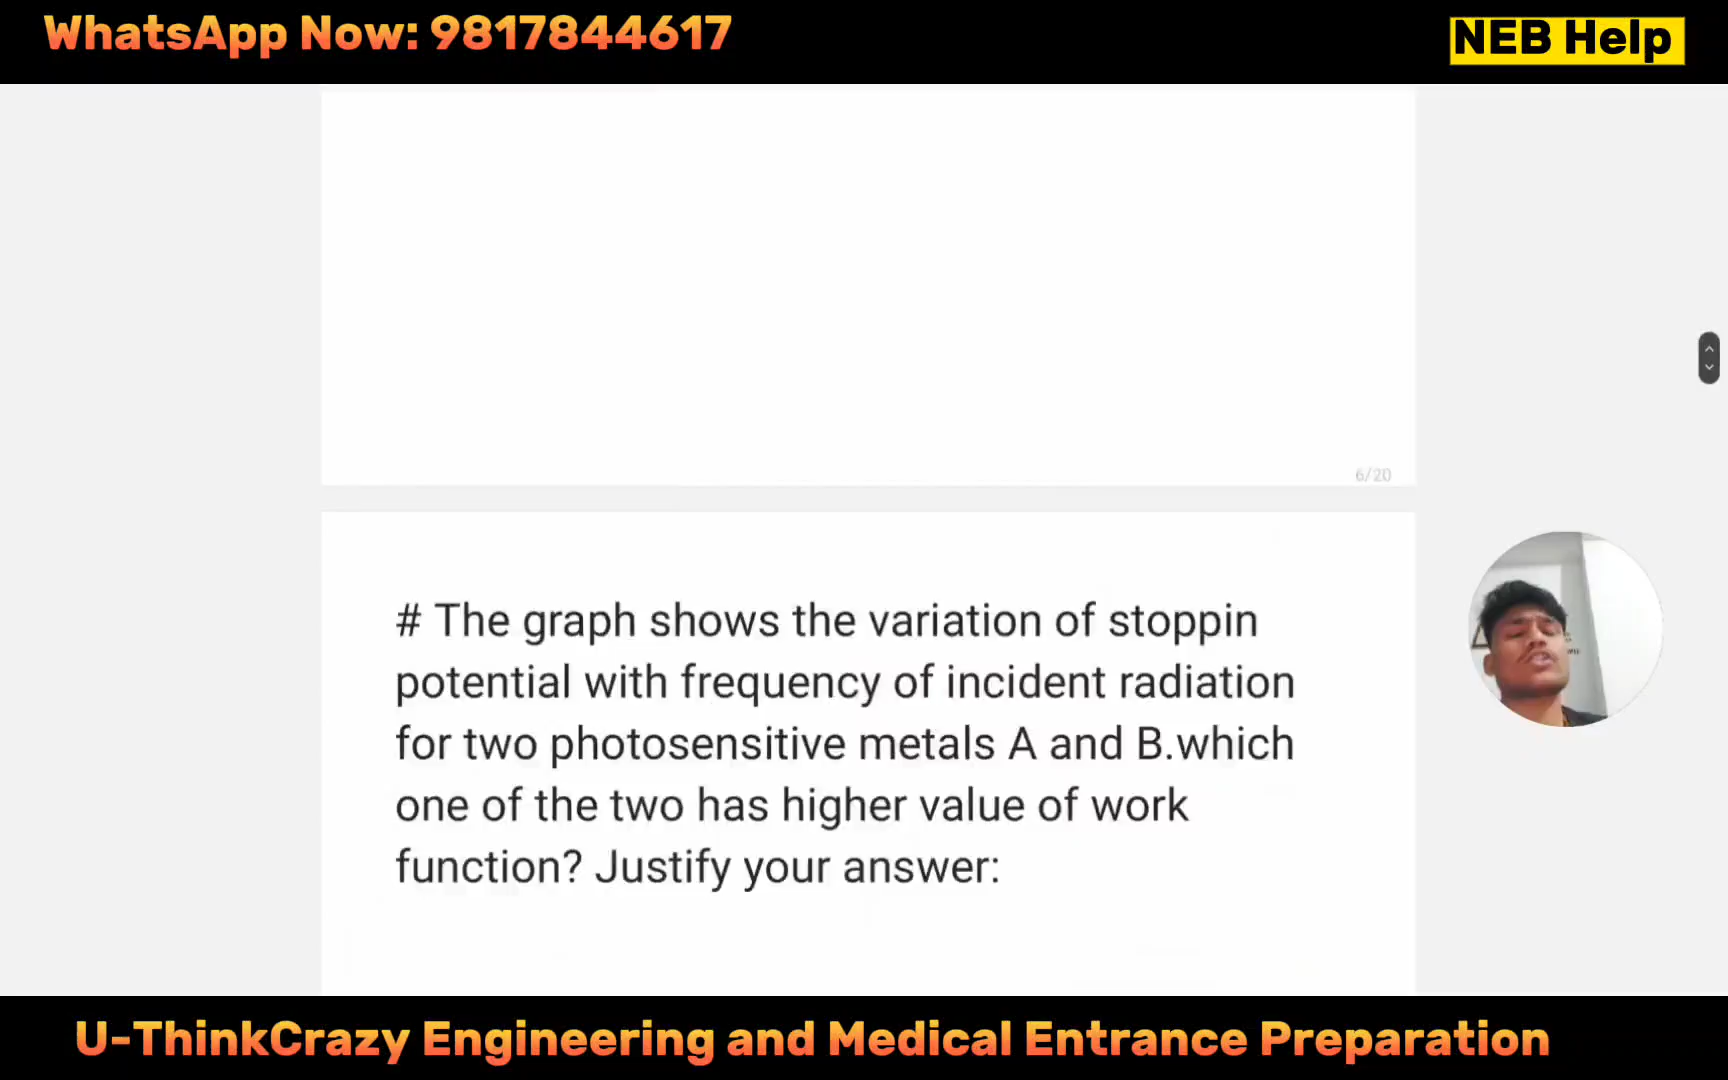 WhatsApp Now: 9817844617
NEB Help
6/20
# The graph shows the variation of stoppin
potential with frequency of incident radiation
for two photosensitive metals A and B.which
one of the two has higher value of work
function? Justify your answer:
U-ThinkCrazy Engineering and Medical Entrance Preparation